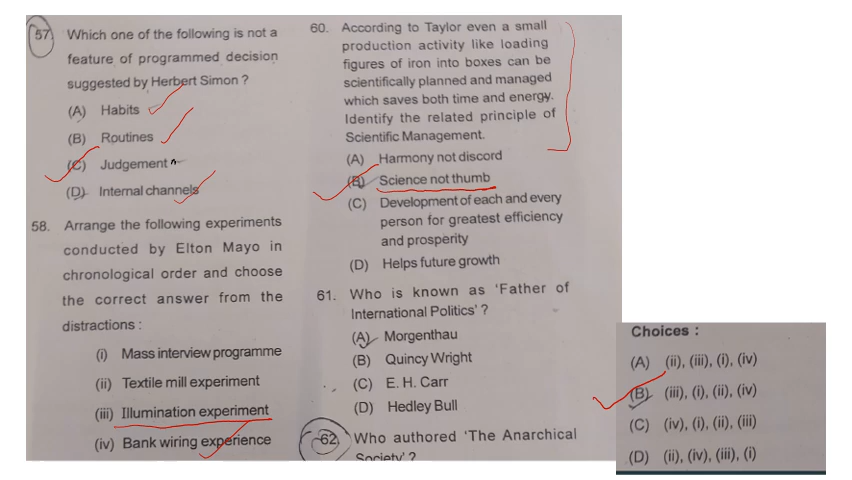 57. Which one of the following is not a
feature of programmed decision
suggested by Herbert Simon ?
(A) Habits
(B) Routines
(C) Judgement
(D) Internal channels
58. Arrange the following experiments
conducted by Elton Mayo in
chronological order and choose
the correct answer from the
distractions :
(i) Mass interview programme
(ii) Textile mill experiment
(iii) Illumination experiment
(iv) Bank wiring experience
60. According to Taylor even a small
production activity like loading
figures of iron into boxes can be
scientifically planned and managed
which saves both time and energy.
Identify the related principle of
Scientific Management.
(A) Harmony not discord
(B) Science not thumb
(C) Development of each and every
person for greatest efficiency
and prosperity
(D) Helps future growth
61. Who is known as 'Father of
International Politics' ?
(A) Morgenthau
(B) Quincy Wright
(C) E. H. Carr
(D) Hedley Bull
62. Who authored 'The Anarchical
Society' ?
Choices :
(A) (ii), (iii), (i), (iv)
(B) (iii), (i), (ii), (iv)
(C) (iv), (i), (ii), (iii)
(D) (ii), (iv), (iii), (i)